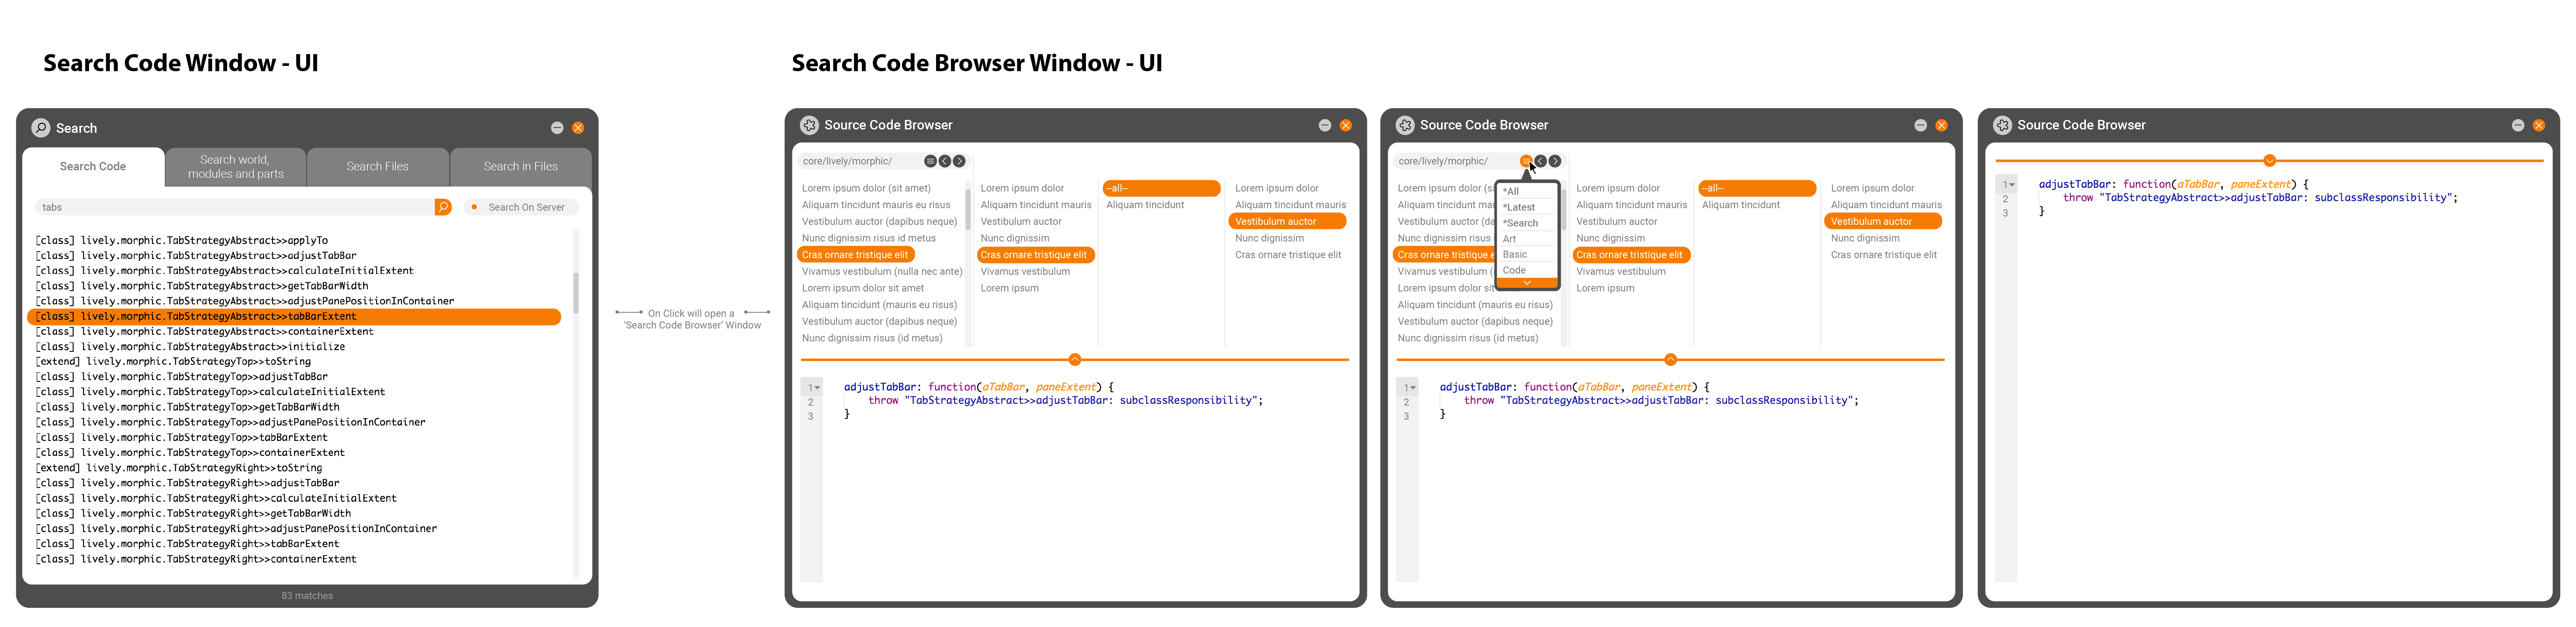 Search Code Window - UI
Search Code Browser Window - UI
Search
Search Code
Search world,
modules and parts
Search Files
Search in Files
tabs
Search On Server
[class] lively.morphic.TabStrategyAbstract>>applyTo
[class] lively.morphic.TabStrategyAbstract>>adjustTabBar
[class] lively.morphic.TabStrategyAbstract>>calculateInitialExtent
[class] lively.morphic.TabStrategyAbstract>>getTabBarWidth
[class] lively.morphic.TabStrategyAbstract>>adjustPanePositionInContainer
[class] lively.morphic.TabStrategyAbstract>>tabBarExtent
[class] lively.morphic.TabStrategyAbstract>>containerExtent
[class] lively.morphic.TabStrategyAbstract>>initialize
[extend] lively.morphic.TabStrategyTop>>toString
[class] lively.morphic.TabStrategyTop>>adjustTabBar
[class] lively.morphic.TabStrategyTop>>calculateInitialExtent
[class] lively.morphic.TabStrategyTop>>getTabBarWidth
[class] lively.morphic.TabStrategyTop>>adjustPanePositionInContainer
[class] lively.morphic.TabStrategyTop>>tabBarExtent
[class] lively.morphic.TabStrategyTop>>containerExtent
[extend] lively.morphic.TabStrategyRight>>toString
[class] lively.morphic.TabStrategyRight>>adjustTabBar
[class] lively.morphic.TabStrategyRight>>calculateInitialExtent
[class] lively.morphic.TabStrategyRight>>getTabBarWidth
[class] lively.morphic.TabStrategyRight>>adjustPanePositionInContainer
[class] lively.morphic.TabStrategyRight>>tabBarExtent
[class] lively.morphic.TabStrategyRight>>containerExtent
83 matches
On Click will open a
‘Search Code Browser’ Window
Source Code Browser
core/lively/morphic/
Lorem ipsum dolor (sit amet)
Aliquam tincidunt mauris eu risus
Vestibulum auctor (dapibus neque)
Nunc dignissim risus id metus
Cras ornare tristique elit
Vivamus vestibulum (nulla nec ante)
Lorem ipsum dolor sit amet
Aliquam tincidunt (mauris eu risus)
Vestibulum auctor (dapibus neque)
Nunc dignissim risus (id metus)
Lorem ipsum dolor
Aliquam tincidunt mauris
Vestibulum auctor
Nunc dignissim
Cras ornare tristique elit
Vivamus vestibulum
Lorem ipsum
--all--
Aliquam tincidunt
Lorem ipsum dolor
Aliquam tincidunt mauris
Vestibulum auctor
Nunc dignissim
Cras ornare tristique elit
1 adjustTabBar: function(aTabBar, paneExtent) {
2 throw "TabStrategyAbstract>>adjustTabBar: subclassResponsibility";
3 }
Source Code Browser
core/lively/morphic/
Lorem ipsum dolor (s
Aliquam tincidunt mau
Vestibulum auctor (da
Nunc dignissim risus
Cras ornare tristique e
Vivamus vestibulum (
Lorem ipsum dolor sit
Aliquam tincidunt (mauris eu risus)
Vestibulum auctor (dapibus neque)
Nunc dignissim risus (id metus)
*All
*Latest
*Search
Art
Basic
Code
Lorem ipsum dolor
Aliquam tincidunt mauris
Vestibulum auctor
Nunc dignissim
Cras ornare tristique elit
Vivamus vestibulum
Lorem ipsum
--all--
Aliquam tincidunt
Lorem ipsum dolor
Aliquam tincidunt mauris
Vestibulum auctor
Nunc dignissim
Cras ornare tristique elit
1 adjustTabBar: function(aTabBar, paneExtent) {
2 throw "TabStrategyAbstract>>adjustTabBar: subclassResponsibility";
3 }
Source Code Browser
1 adjustTabBar: function(aTabBar, paneExtent) {
2 throw "TabStrategyAbstract>>adjustTabBar: subclassResponsibility";
3 }